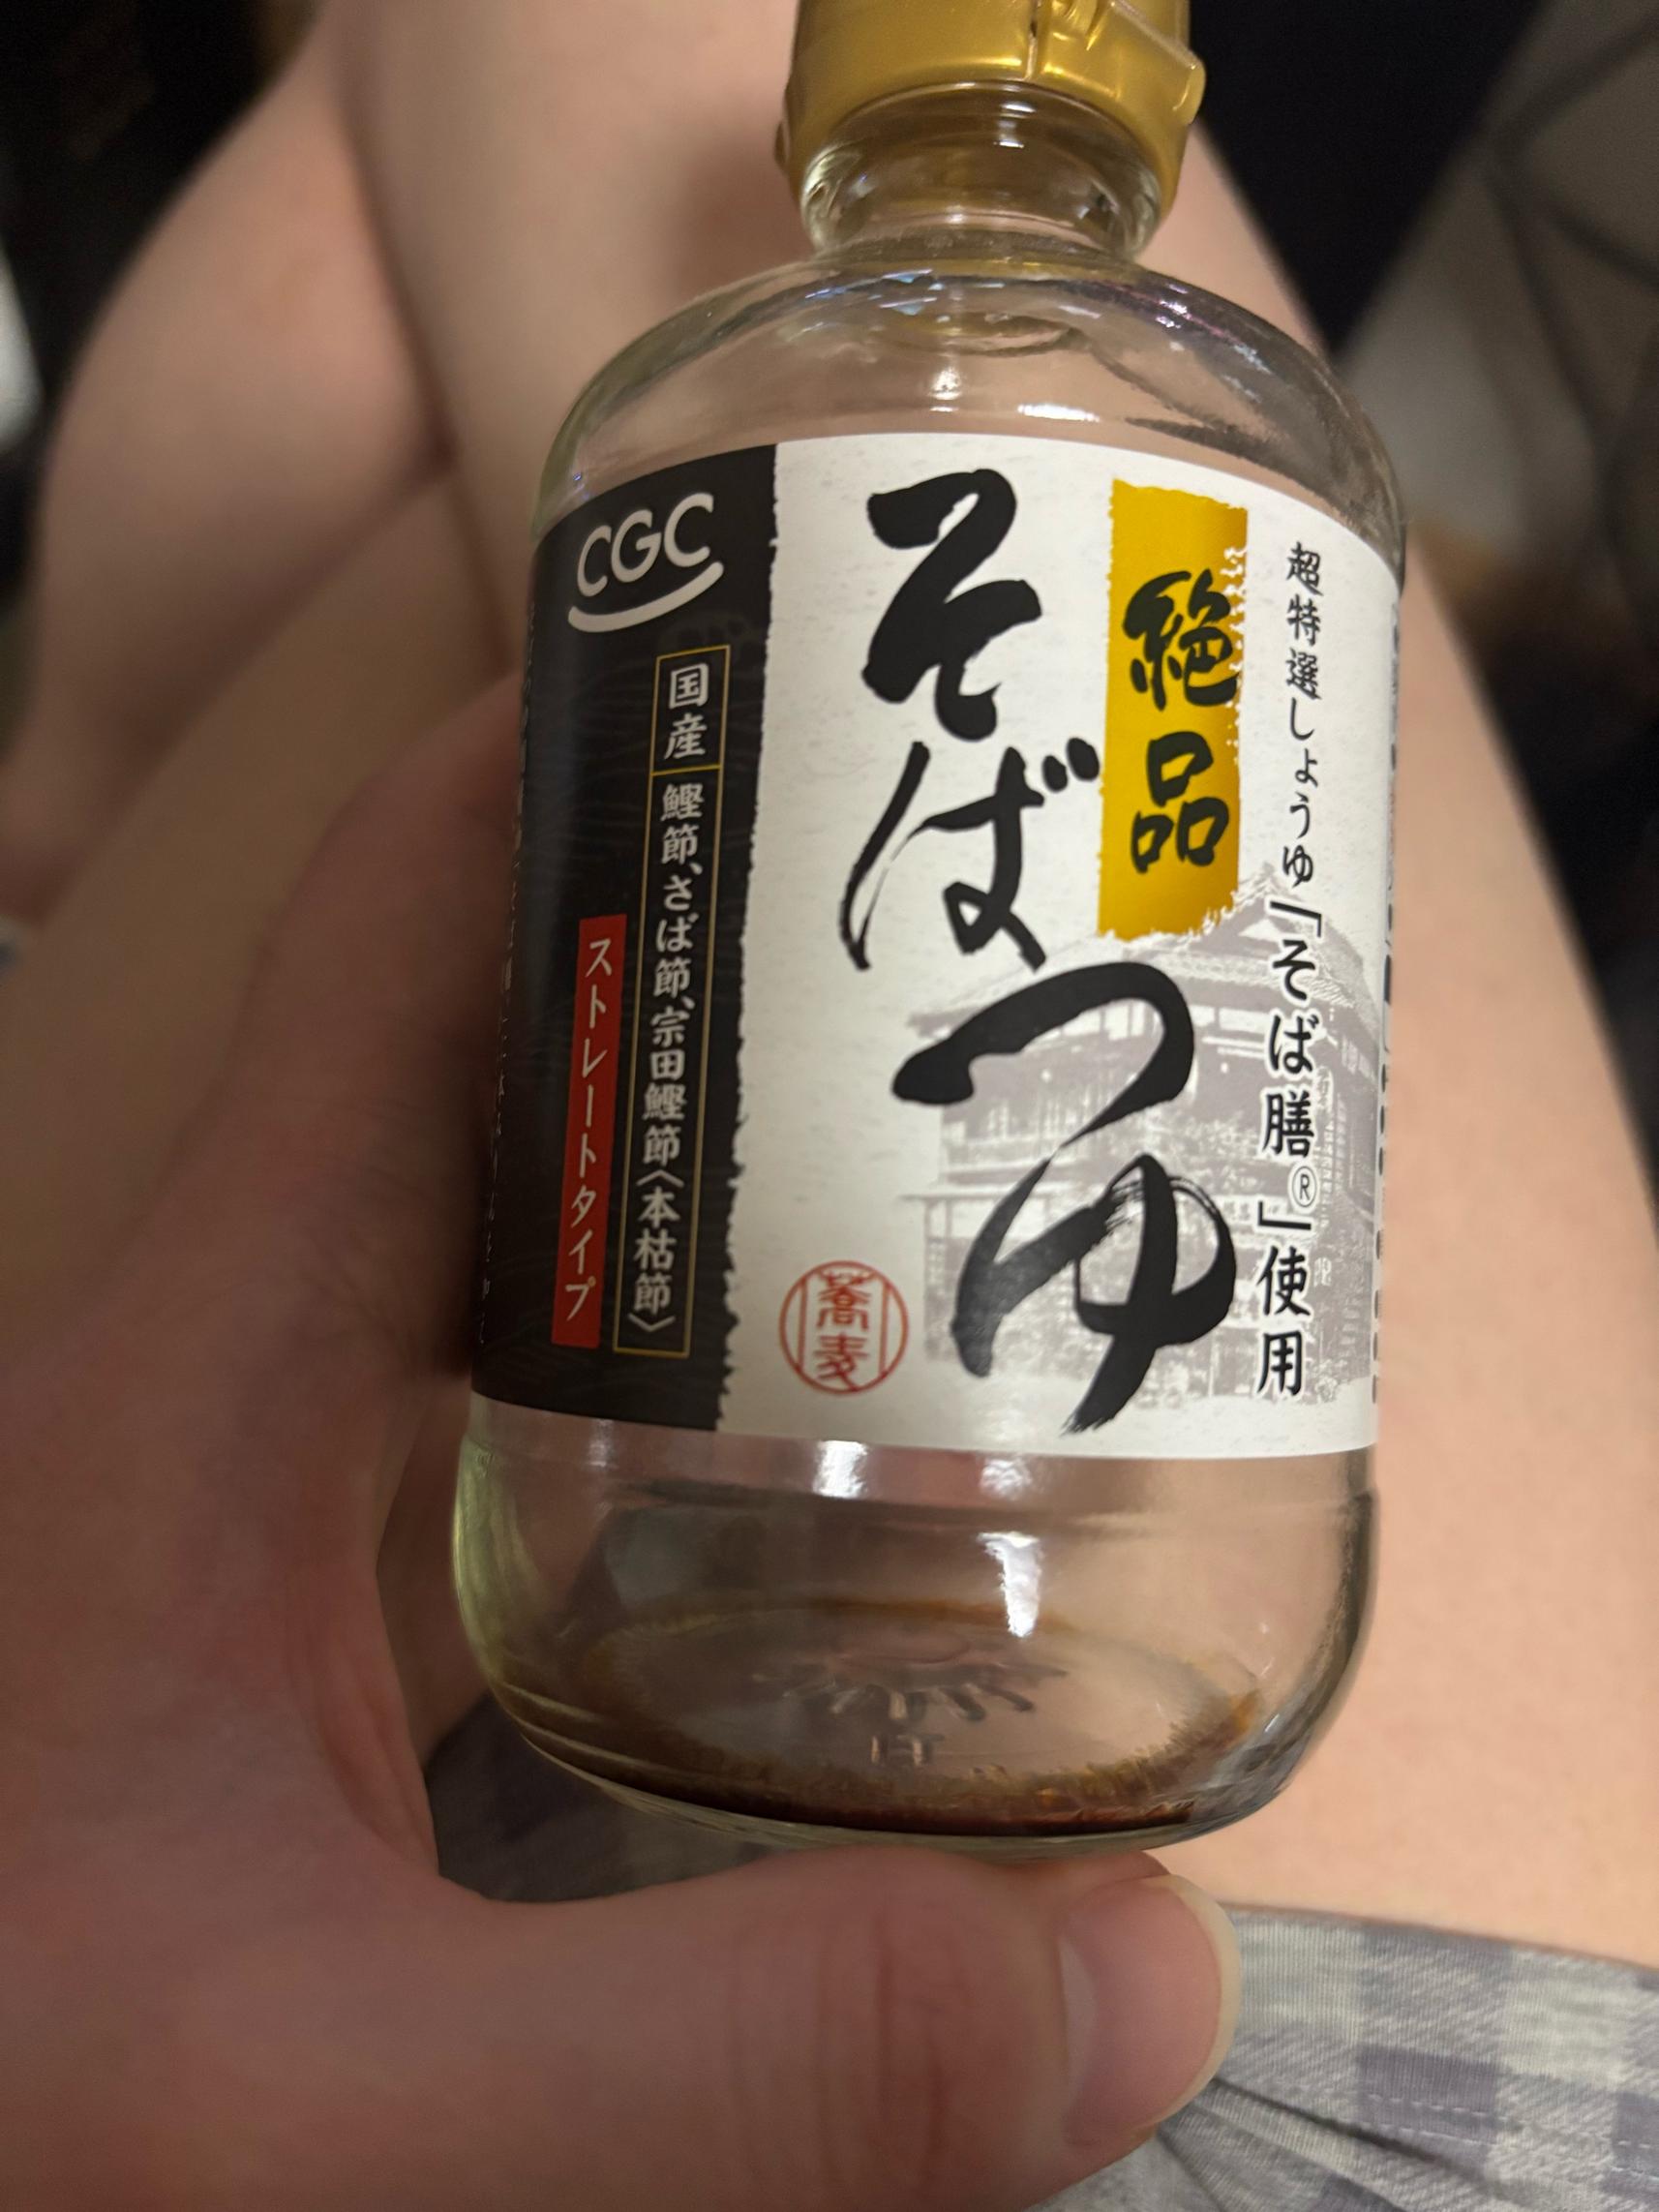 超特選しょうゆ「そば膳®」使用
絶品
そばつゆ
蕎麦
CGC
国産 鰹節、さば節、宗田鰹節〈本枯節〉
ストレートタイプ